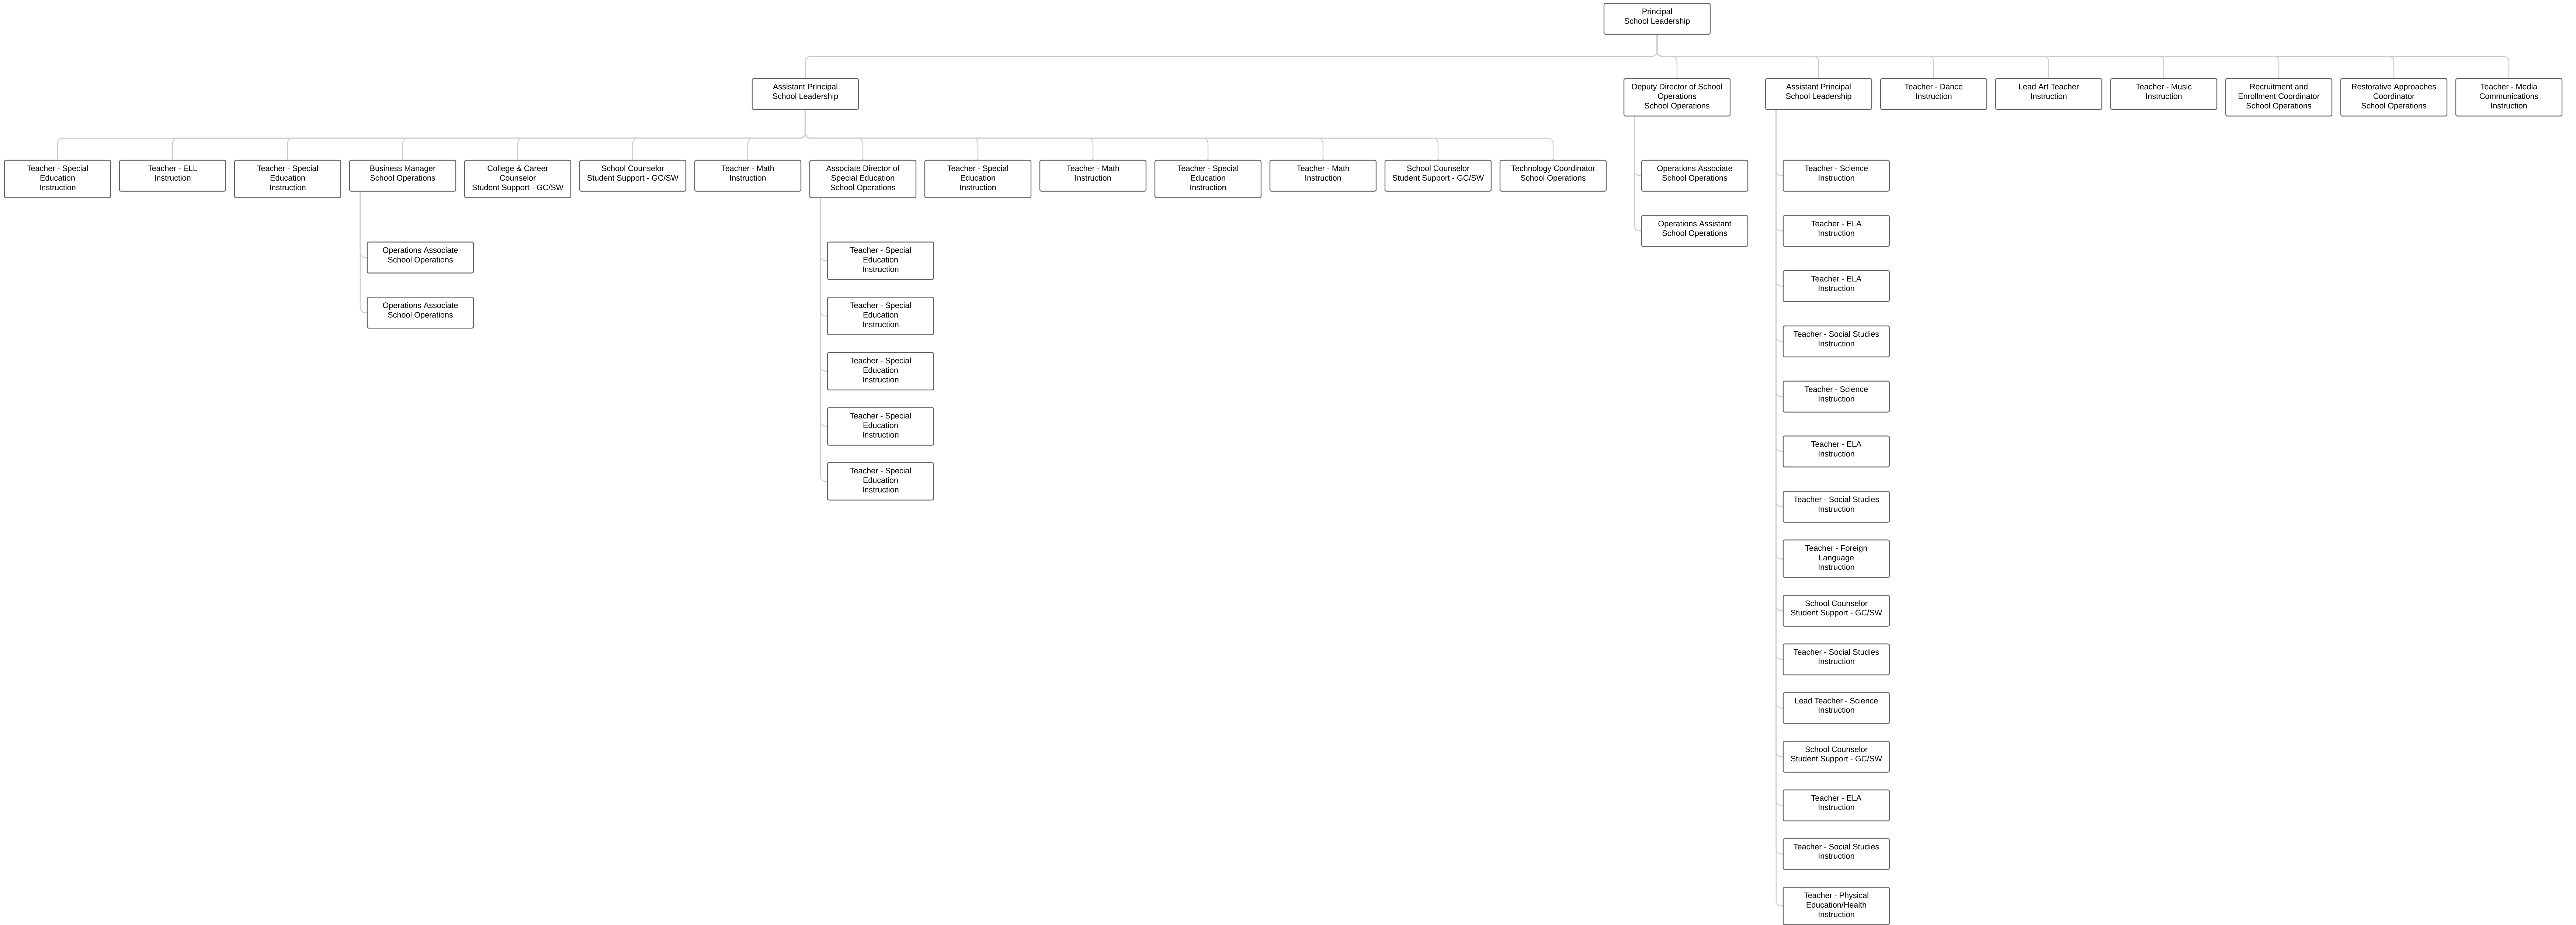 Principal
School Leadership
Assistant Principal
School Leadership
Deputy Director of School
Operations
School Operations
Assistant Principal
School Leadership
Teacher - Dance
Instruction
Lead Art Teacher
Instruction
Teacher - Music
Instruction
Recruitment and
Enrollment Coordinator
School Operations
Restorative Approaches
Coordinator
School Operations
Teacher - Media
Communications
Instruction
Teacher - Special
Education
Instruction
Teacher - ELL
Instruction
Teacher - Special
Education
Instruction
Business Manager
School Operations
College & Career
Counselor
Student Support - GC/SW
School Counselor
Student Support - GC/SW
Teacher - Math
Instruction
Associate Director of
Special Education
School Operations
Teacher - Special
Education
Instruction
Teacher - Math
Instruction
Teacher - Special
Education
Instruction
Teacher - Math
Instruction
School Counselor
Student Support - GC/SW
Technology Coordinator
School Operations
Operations Associate
School Operations
Operations Associate
School Operations
Teacher - Special
Education
Instruction
Teacher - Special
Education
Instruction
Teacher - Special
Education
Instruction
Teacher - Special
Education
Instruction
Teacher - Special
Education
Instruction
Operations Associate
School Operations
Operations Assistant
School Operations
Teacher - Science
Instruction
Teacher - ELA
Instruction
Teacher - ELA
Instruction
Teacher - Social Studies
Instruction
Teacher - Science
Instruction
Teacher - ELA
Instruction
Teacher - Social Studies
Instruction
Teacher - Foreign
Language
Instruction
School Counselor
Student Support - GC/SW
Teacher - Social Studies
Instruction
Lead Teacher - Science
Instruction
School Counselor
Student Support - GC/SW
Teacher - ELA
Instruction
Teacher - Social Studies
Instruction
Teacher - Physical
Education/Health
Instruction